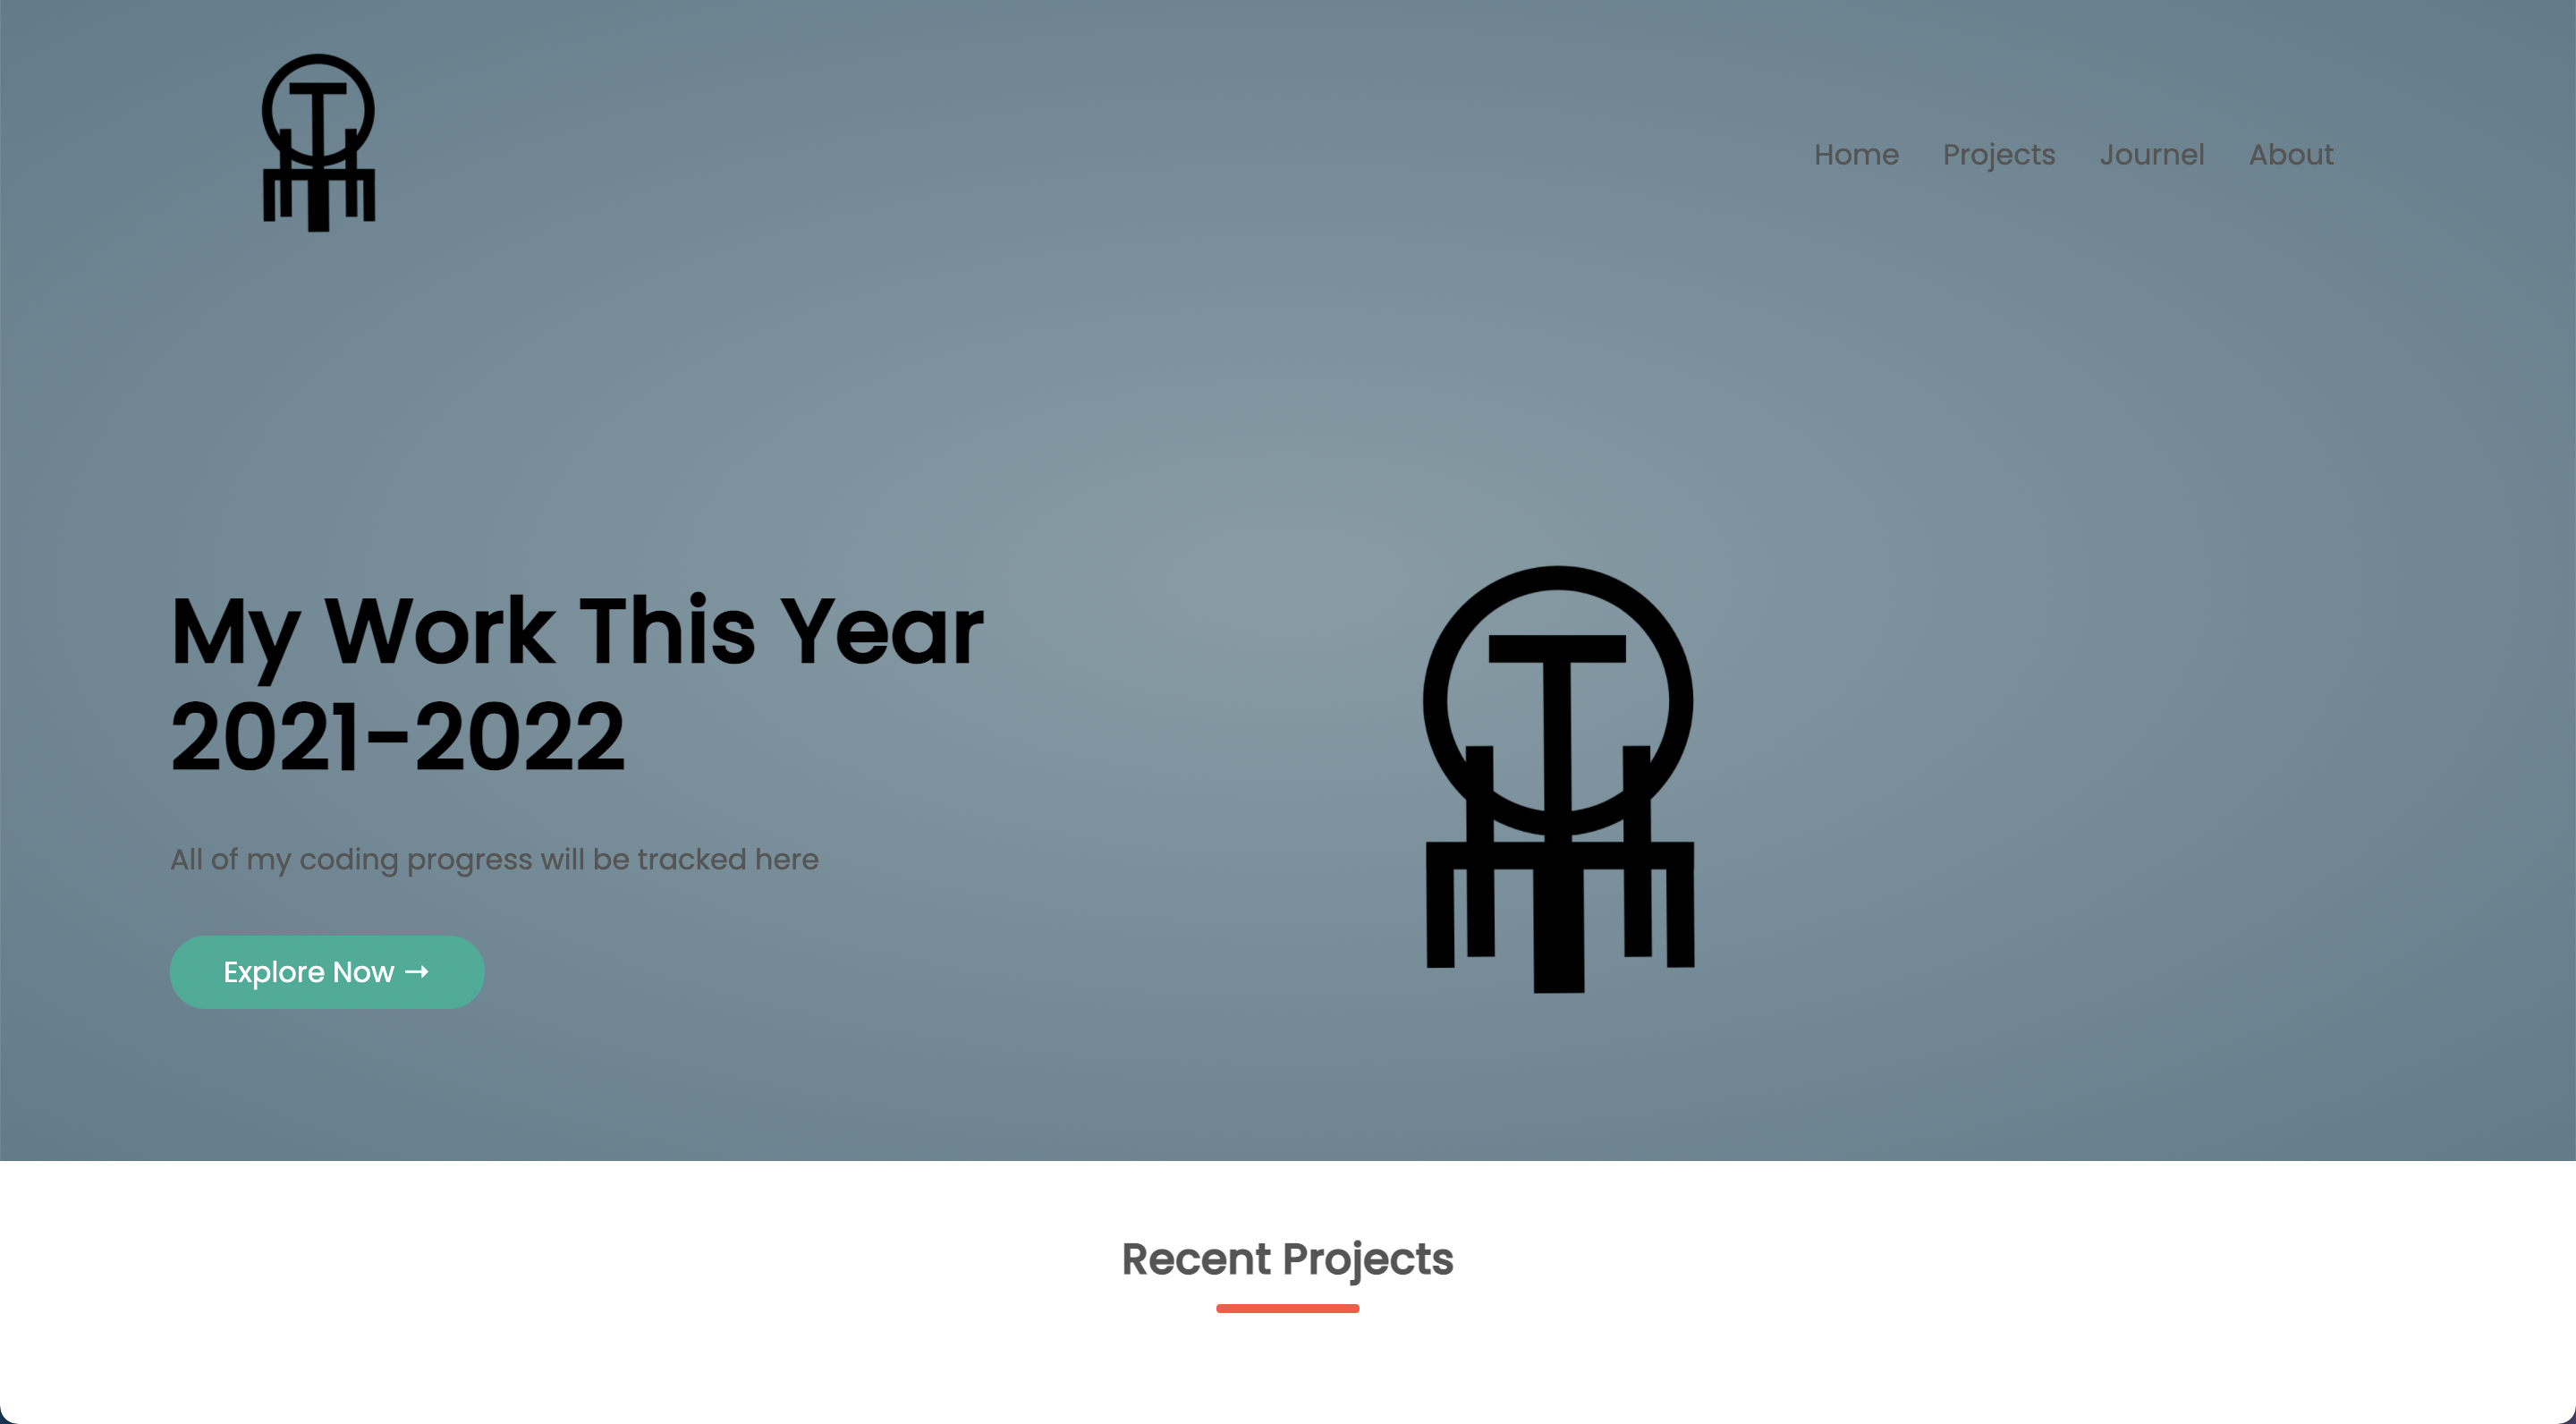 Home Projects Journel About
My Work This Year
2021-2022
All of my coding progress will be tracked here
Explore Now →
Recent Projects